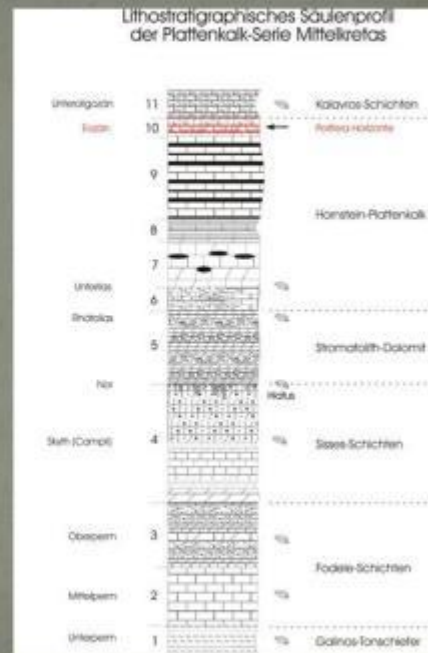 Lithostratigraphisches Säulenprofil
der Plattenkalk-Serie Mittelkretas
Unteroligozän 11 Kalavros-Schichten
Eozän 10
9
Hornstein-Plattenkalk
8
7
Unterlias
6
Rhätolias
5 Stromatolith-Dolomit
Nor
Hiatus
Skyth (Campil) 4 Sisses-Schichten
Oberperm 3
Fodele-Schichten
Mittelperm 2
Unterperm 1 Galinos-Tonschiefer